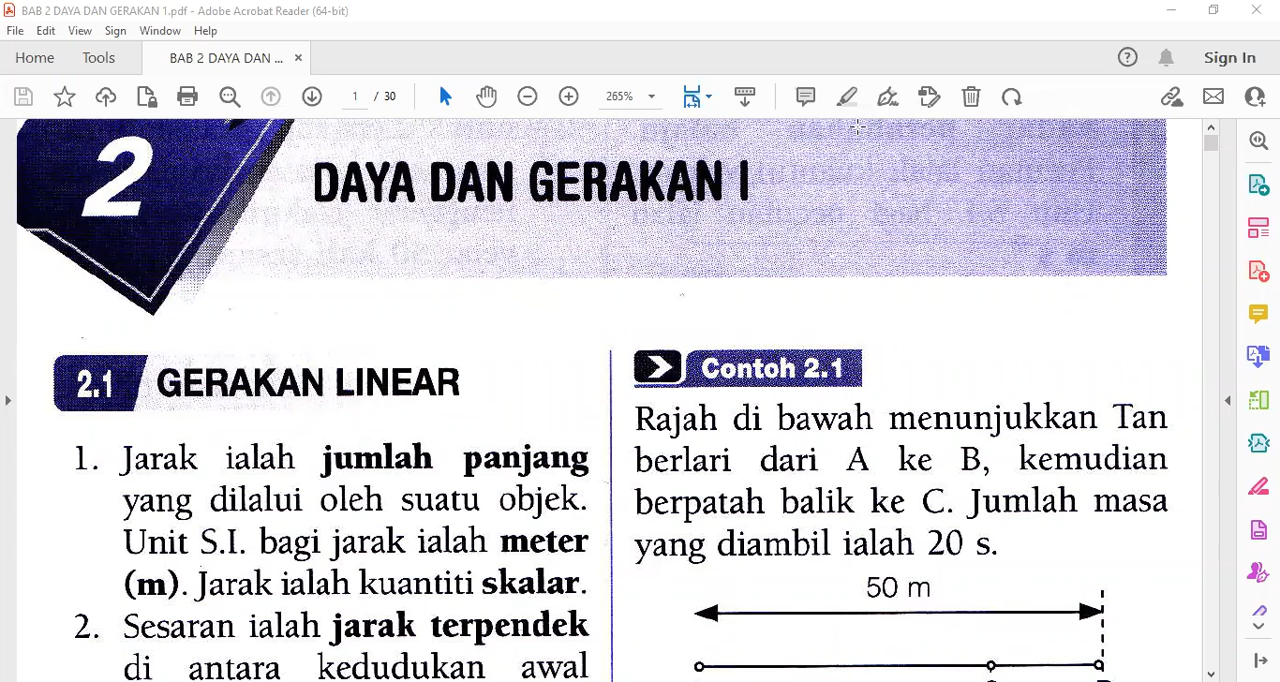 BAB 2 DAYA DAN GERAKAN 1.pdf - Adobe Acrobat Reader (64-bit)
File Edit View Sign Window Help
Home Tools BAB 2 DAYA DAN ... × Sign In
1 / 30 265%
2 DAYA DAN GERAKAN I
2.1 GERAKAN LINEAR
1. Jarak ialah jumlah panjang
yang dilalui oleh suatu objek.
Unit S.I. bagi jarak ialah meter
(m). Jarak ialah kuantiti skalar.
2. Sesaran ialah jarak terpendek
di antara kedudukan awal
Contoh 2.1
Rajah di bawah menunjukkan Tan
berlari dari A ke B, kemudian
berpatah balik ke C. Jumlah masa
yang diambil ialah 20 s.
50 m